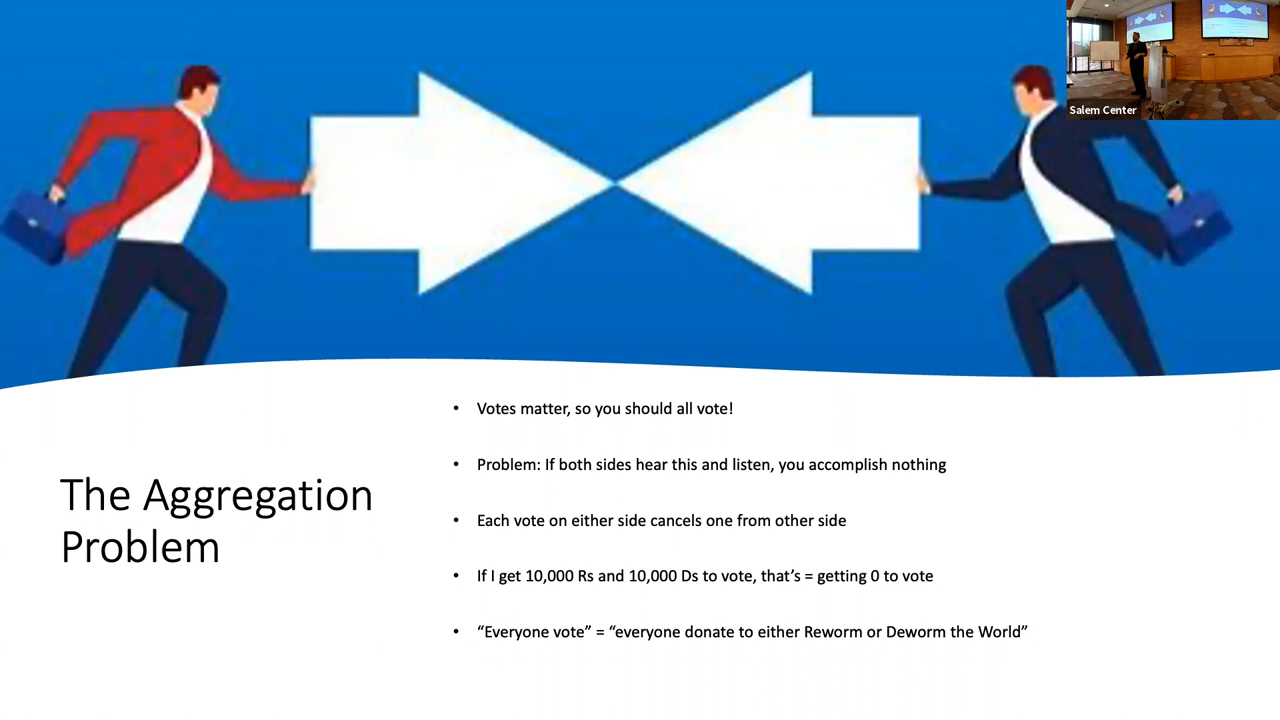 Salem Center
The Aggregation
Problem
• Votes matter, so you should all vote!
• Problem: If both sides hear this and listen, you accomplish nothing
• Each vote on either side cancels one from other side
• If I get 10,000 Rs and 10,000 Ds to vote, that’s = getting 0 to vote
• “Everyone vote” = “everyone donate to either Reworm or Deworm the World”